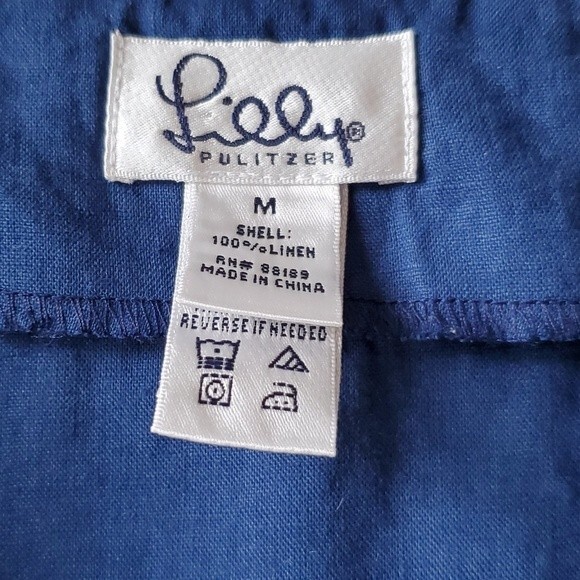 Lilly®
PULITZER
M
SHELL:
100%LINEN
RN# 88189
MADE IN CHINA
REVERSE IF NEEDED